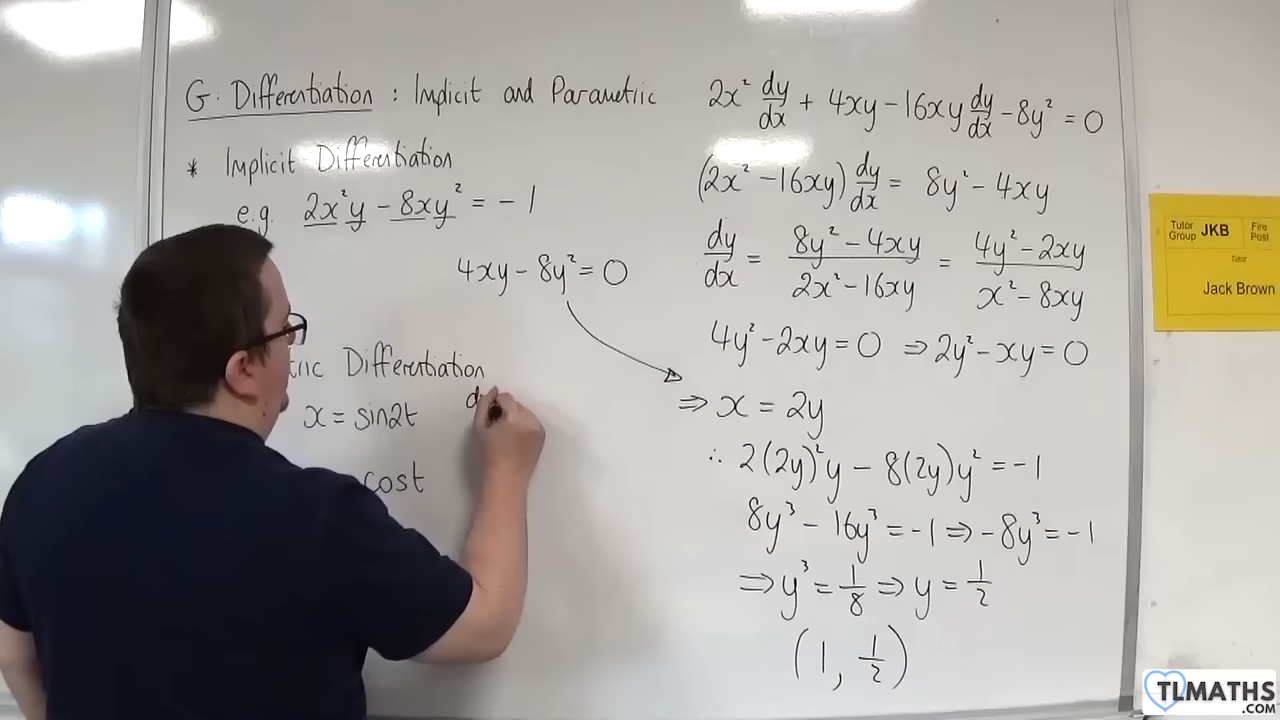 G. Differentiation : Implicit and Parametric
* Implicit Differentiation
e.g. 2x²y - 8xy² = -1
4xy - 8y² = 0
tric Differentiation
x = sin2t
cost
2x² dy/dx + 4xy - 16xy dy/dx - 8y² = 0
(2x² - 16xy) dy/dx = 8y² - 4xy
dy/dx = (8y² - 4xy)/(2x² - 16xy) = (4y² - 2xy)/(x² - 8xy)
4y² - 2xy = 0 ⇒ 2y² - xy = 0
⇒ x = 2y
∴ 2(2y)²y - 8(2y)y² = -1
8y³ - 16y³ = -1 ⇒ -8y³ = -1
⇒ y³ = 1/8 ⇒ y = 1/2
(1, 1/2)
Tutor Group JKB Fire Post
Tutor
Jack Brown
TLMATHS
.COM